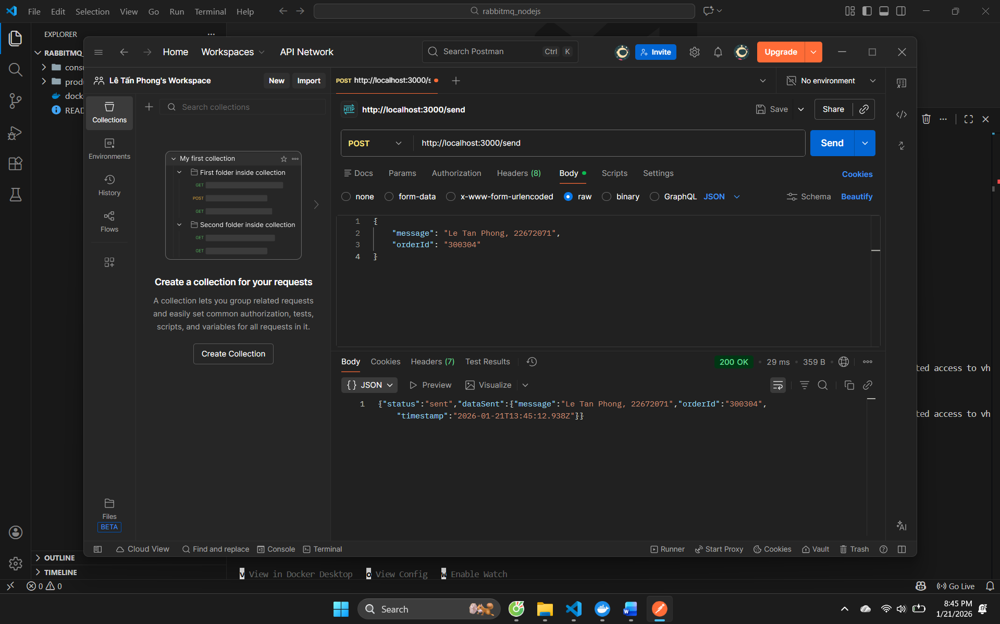 File Edit Selection View Go Run Terminal Help
rabbitmq_nodejs
EXPLORER
RABBITMQ_
docke
READ
Home Workspaces API Network
Search Postman Ctrl K
Invite
Upgrade
Lê Tấn Phong's Workspace
New Import
POST http://localhost:3000/s
No environment
Collections
Environments
History
Flows
Files
BETA
Search collections
My first collection
First folder inside collection
GET
POST
GET
Second folder inside collection
GET
GET
Create a collection for your requests
A collection lets you group related requests
and easily set common authorization, tests,
scripts, and variables for all requests in it.
Create Collection
HTTP http://localhost:3000/send
Save Share
POST http://localhost:3000/send Send
Docs Params Authorization Headers (8) Body Scripts Settings Cookies
none form-data x-www-form-urlencoded raw binary GraphQL JSON Schema Beautify
1 {
2 "message": "Le Tan Phong, 22672071",
3 "orderId": "300304"
4 }
Body Cookies Headers (7) Test Results 200 OK • 29 ms • 359 B •
{} JSON Preview Visualize
1 {"status":"sent","dataSent":{"message":"Le Tan Phong, 22672071","orderId":"300304",
"timestamp":"2026-01-21T13:45:12.938Z"}}
ted access to vh
ted access to vh
AI
Cloud View Find and replace Console Terminal Runner Start Proxy Cookies Vault Trash
OUTLINE
TIMELINE
v View in Docker Desktop o View Config w Enable Watch
0 0 Go Live
Search
8:45 PM
1/21/2026